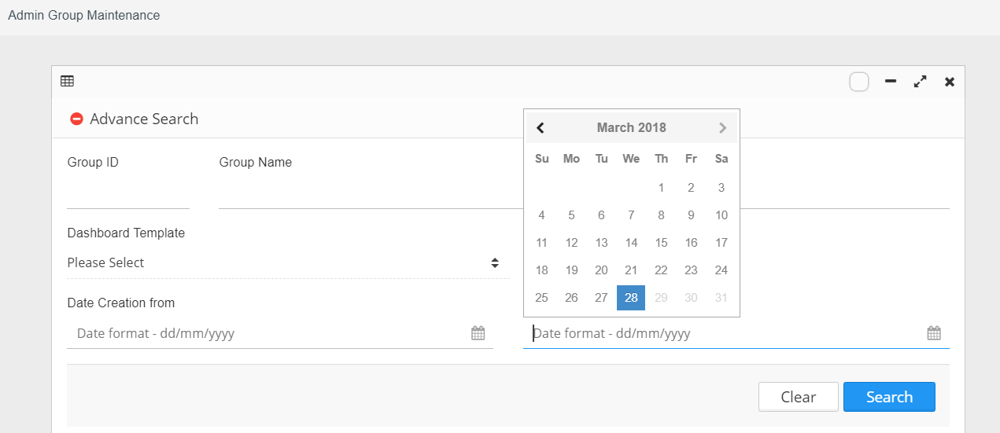 Admin Group Maintenance
Advance Search
Group ID
Group Name
March 2018
Su Mo Tu We Th Fr Sa
1 2 3
4 5 6 7 8 9 10
11 12 13 14 15 16 17
18 19 20 21 22 23 24
25 26 27 28 29 30 31
Dashboard Template
Please Select
Date Creation from
Date format - dd/mm/yyyy
Date format - dd/mm/yyyy
Clear
Search